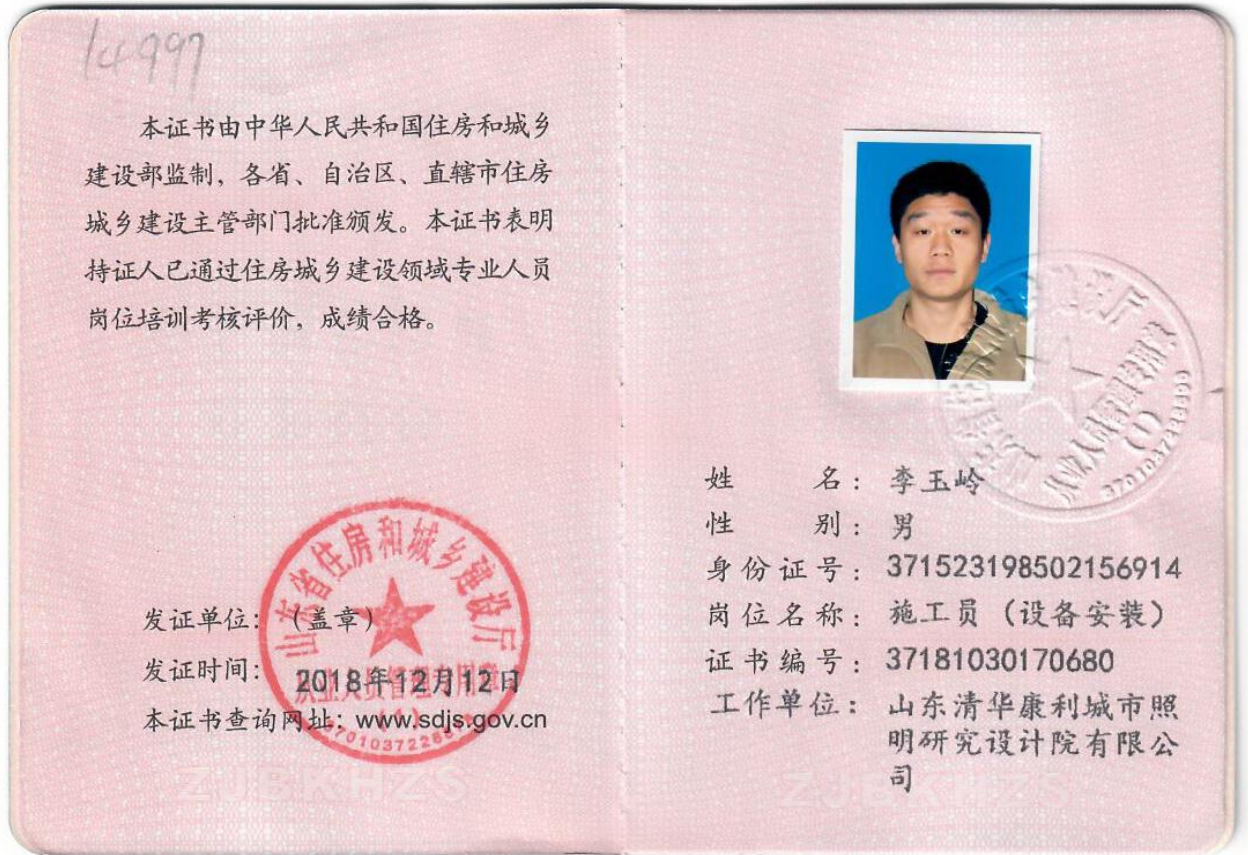 14997
本证书由中华人民共和国住房和城乡
建设部监制，各省、自治区、直辖市住房
城乡建设主管部门批准颁发。本证书表明
持证人已通过住房城乡建设领域专业人员
岗位培训考核评价，成绩合格。
山东省住房和城乡建设厅
发证单位：（盖章）
发证时间：2018年12月12日
本证书查询网址：www.sdjs.gov.cn
ZJBKHZS
姓名：李玉岭
性别：男
身份证号：371523198502156914
岗位名称：施工员（设备安装）
证书编号：37181030170680
工作单位：山东清华康利城市照
明研究设计院有限公
司
ZJBKHZS